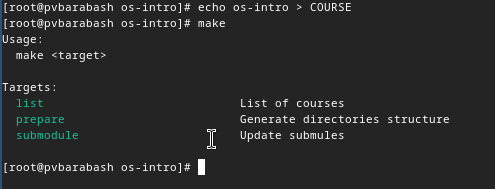 [root@pvbarabash os-intro]# echo os-intro > COURSE
[root@pvbarabash os-intro]# make
Usage:
  make <target>

Targets:
  list                          List of courses
  prepare                       Generate directories structure
  submodule                     Update submules

[root@pvbarabash os-intro]#